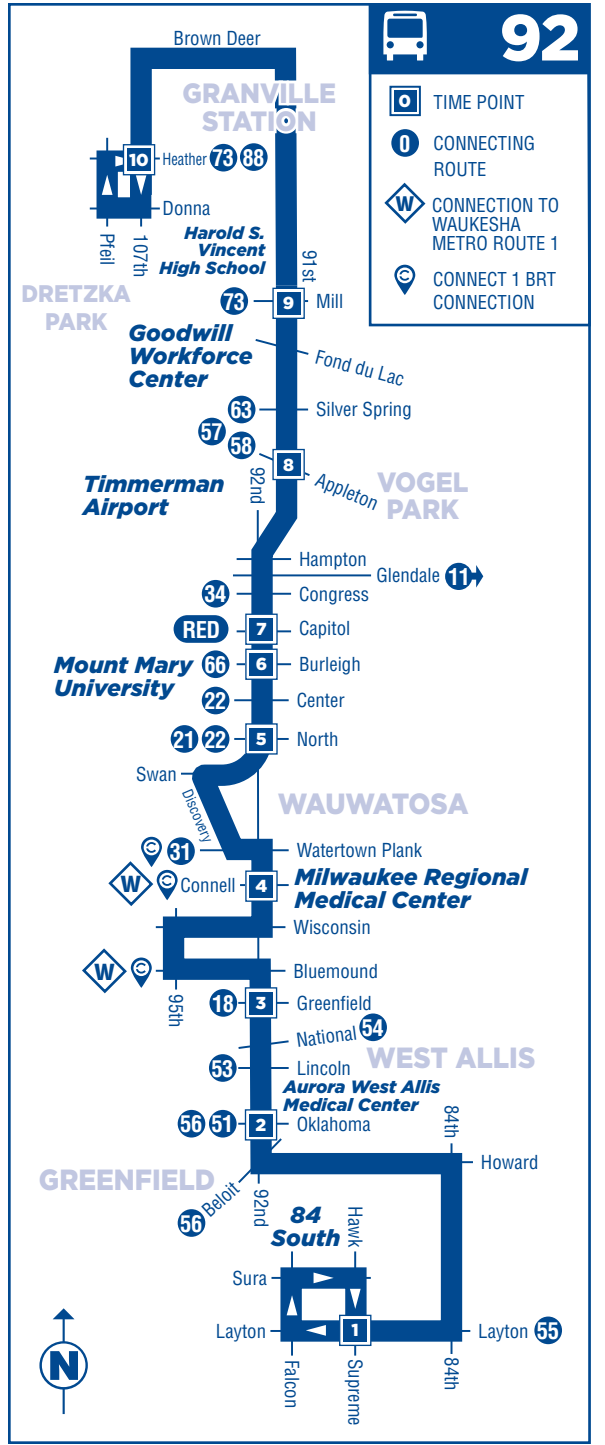 92
0 TIME POINT
0 CONNECTING
ROUTE
W CONNECTION TO
WAUKESHA
METRO ROUTE 1
C CONNECT 1 BRT
CONNECTION
Brown Deer
GRANVILLE
STATION
10 Heather 73 88
Donna
Pfeil
107th
Harold S.
Vincent
High School
91st
DRETZKA
PARK
73 9 Mill
Goodwill
Workforce
Center
Fond du Lac
63 Silver Spring
57
58
8
Appleton
92nd
Timmerman
Airport
VOGEL
PARK
Hampton
Glendale 11
34 Congress
RED 7 Capitol
Mount Mary
University
66 6 Burleigh
22 Center
21 22 5 North
Swan
Discovery
WAUWATOSA
C 31 Watertown Plank
W C Connell 4 Milwaukee Regional
Medical Center
Wisconsin
W C Bluemound
95th
18 3 Greenfield
National 54
WEST ALLIS
53 Lincoln
Aurora West Allis
Medical Center
56 51 2 Oklahoma
84th
Howard
GREENFIELD
56 Beloit
92nd
84
South
Hawk
Sura
Layton 1 Layton 55
Falcon
Supreme
84th
N